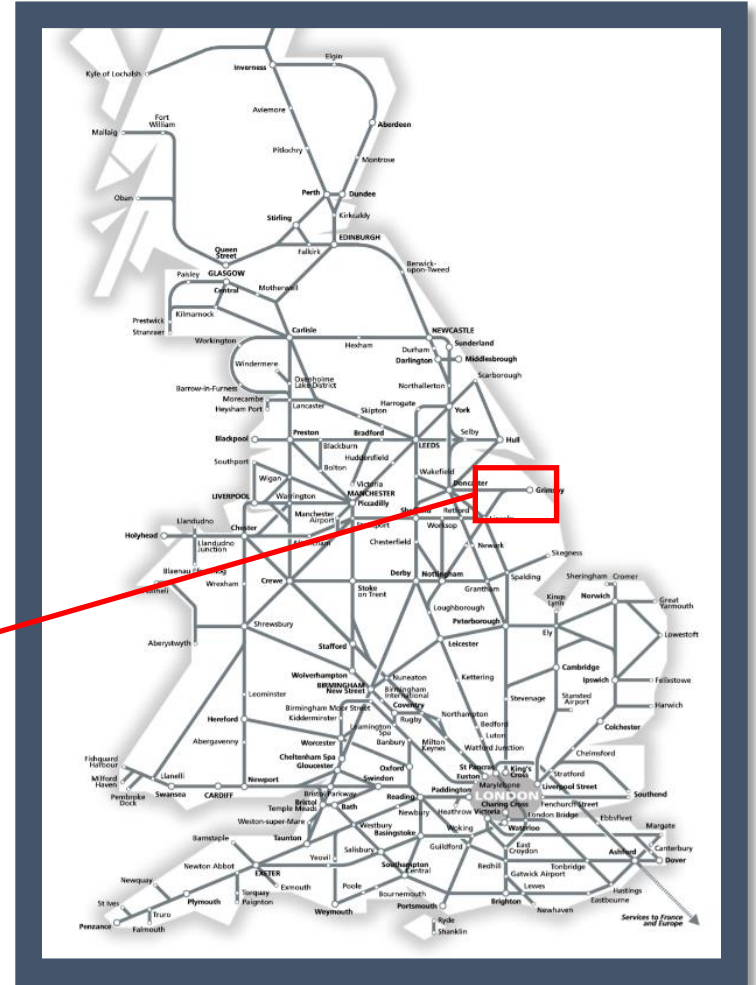 Elgin
Inverness
Kyle of Lochalsh
Aviemore
Fort
William
Aberdeen
Mallaig
Pitlochry
Montrose
Perth
Dundee
Oban
Stirling
Kirkcaldy
EDINBURGH
Queen
Street
Falkirk
Berwick-
upon-Tweed
Paisley
GLASGOW
Central
Motherwell
Prestwick
Kilmarnock
Stranraer
Carlisle
NEWCASTLE
Workington
Hexham
Sunderland
Durham
Darlington
Middlesbrough
Windermere
Oxenholme
Lake District
Scarborough
Barrow-in-Furness
Northallerton
Morecambe
Heysham Port
Lancaster
Harrogate
Skipton
York
Blackpool
Preston
Bradford
Selby
Hull
Blackburn
LEEDS
Southport
Huddersfield
Bolton
Wakefield
Wigan
Victoria
Doncaster
MANCHESTER
Grimsby
LIVERPOOL
Warrington
Piccadilly
Manchester
Airport
Retford
Llandudno
Worksop
Holyhead
Chester
Llandudno
Junction
Chesterfield
Newark
Skegness
Crewe
Stoke
on Trent
Derby
Nottingham
Spalding
Sheringham
Cromer
Wrexham
Grantham
Kings
Lynn
Norwich
Great
Yarmouth
Loughborough
Shrewsbury
Peterborough
Ely
Lowestoft
Aberystwyth
Stafford
Leicester
Wolverhampton
Nuneaton
Kettering
Cambridge
BIRMINGHAM
New Street
Birmingham
International
Ipswich
Felixstowe
Leominster
Coventry
Stevenage
Stansted
Airport
Birmingham Moor Street
Kidderminster
Rugby
Northampton
Harwich
Hereford
Leamington
Spa
Bedford
Colchester
Abergavenny
Worcester
Banbury
Milton
Keynes
Luton
Watford Junction
Chelmsford
Fishguard
Harbour
Cheltenham Spa
Gloucester
Oxford
St Pancras
Euston
King's
Cross
Stratford
Milford
Haven
Llanelli
Newport
Swindon
Marylebone
Paddington
Liverpool Street
Pembroke
Dock
Swansea
CARDIFF
Bristol Parkway
Reading
LONDON
Southend
Bristol
Temple Meads
Bath
Charing Cross
Fenchurch Street
Newbury
Heathrow
Victoria
London Bridge
Ebbsfleet
Weston-super-Mare
Westbury
Basingstoke
Woking
Waterloo
Margate
Barnstaple
Taunton
Salisbury
Guildford
East
Croydon
Canterbury
Newton Abbot
Yeovil
Southampton
Central
Redhill
Tonbridge
Ashford
Dover
Newquay
EXETER
Gatwick Airport
Exmouth
Poole
Bournemouth
Lewes
Hastings
St Ives
Torquay
Paignton
Eastbourne
Plymouth
Weymouth
Portsmouth
Brighton
Newhaven
Truro
Ryde
Penzance
Falmouth
Shanklin
Services to France
and Europe